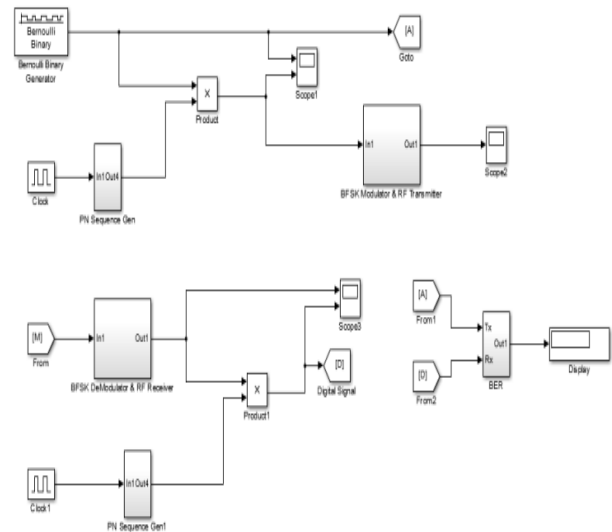 Bernoulli
Binary
Bernoulli Binary
Generator
[A]
Goto
Scope1
X
Product
In1 Out1
BFSK Modulator & RF Transmitter
Scope2
Clock
In1 Out4
PN Sequence Gen
[M]
From
In1 Out1
BFSK DeModulator & RF Receiver
Scope3
[D]
Digital Signal
X
Product1
Clock1
In1 Out4
PN Sequence Gen1
[A]
From1
[D]
From2
Tx
Out1
Rx
BER
Display